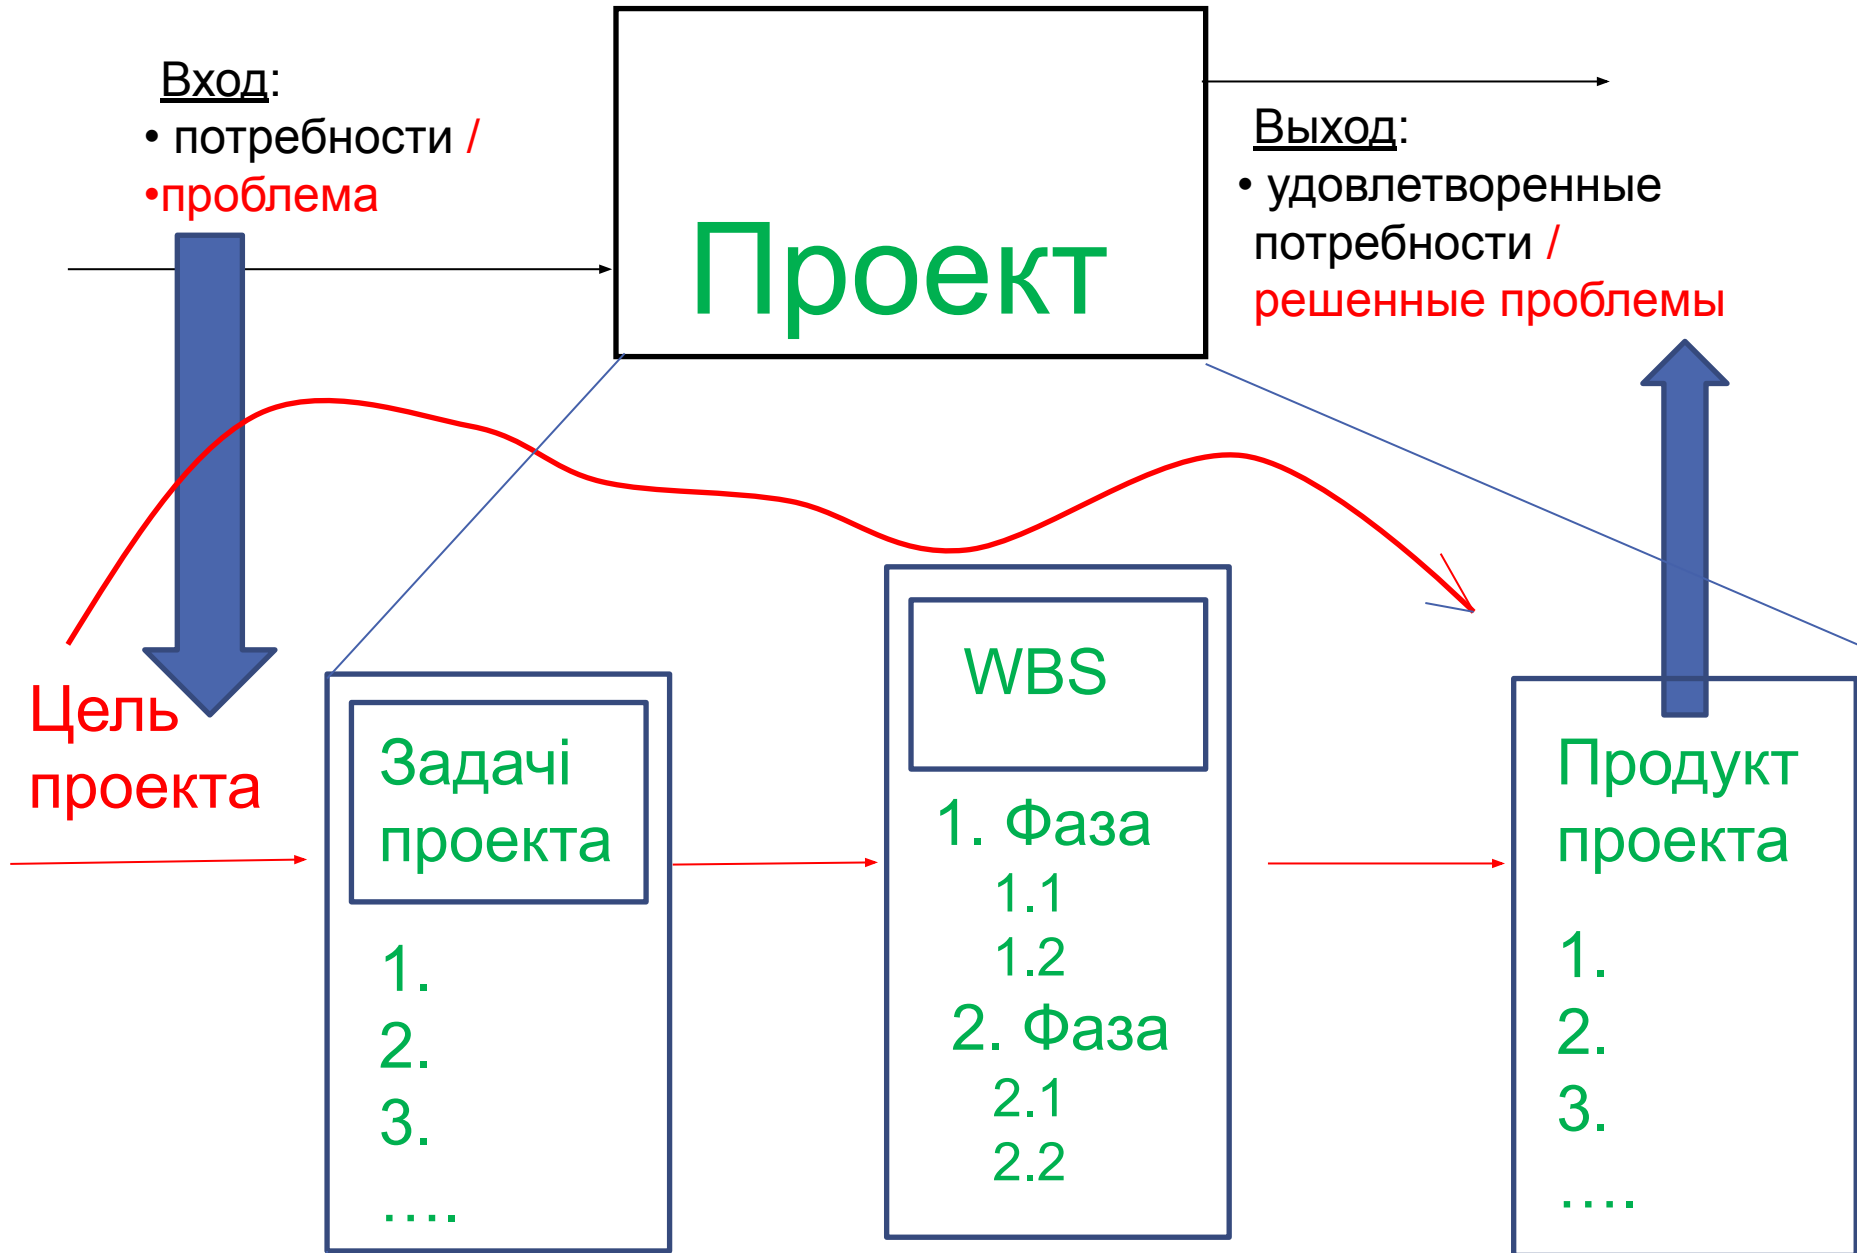 Вход:
• потребности /
•проблема
Проект
Выход:
• удовлетворенные
потребности /
решенные проблемы
Цель
проекта
Задачі
проекта
1.
2.
3.
….
WBS
1. Фаза
1.1
1.2
2. Фаза
2.1
2.2
Продукт
проекта
1.
2.
3.
….